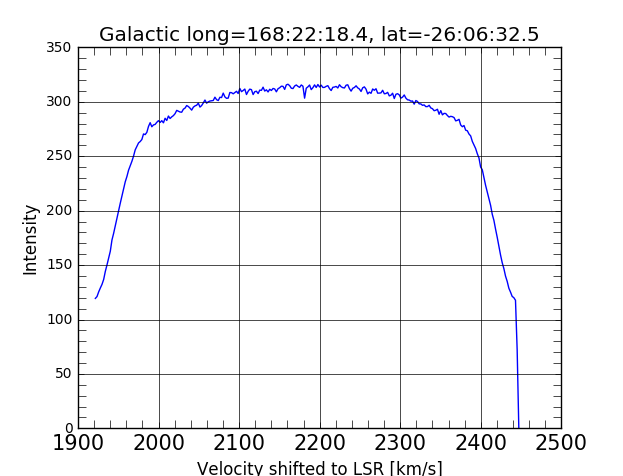 Galactic long=168:22:18.4, lat=-26:06:32.5
350
300
250
200
150
100
50
0
Intensity
1900 2000 2100 2200 2300 2400 2500
Velocity shifted to LSR [km/s]